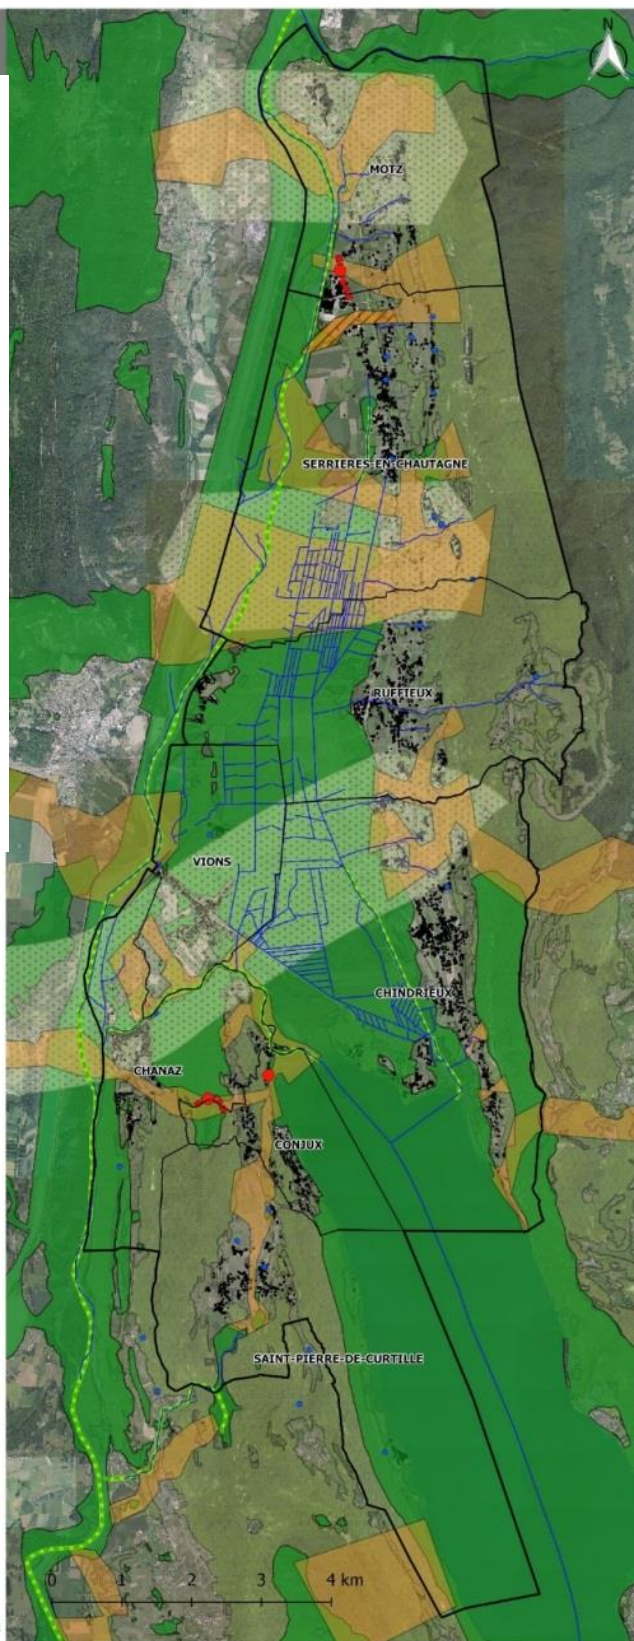 N
MOTZ
SERRIERES-EN-CHAUTAGNE
RUFFIEUX
VIONS
CHINDRIEUX
CHANAZ
CONJUX
SAINT-PIERRE-DE-CURTILLE
0 1 2 3 4 km